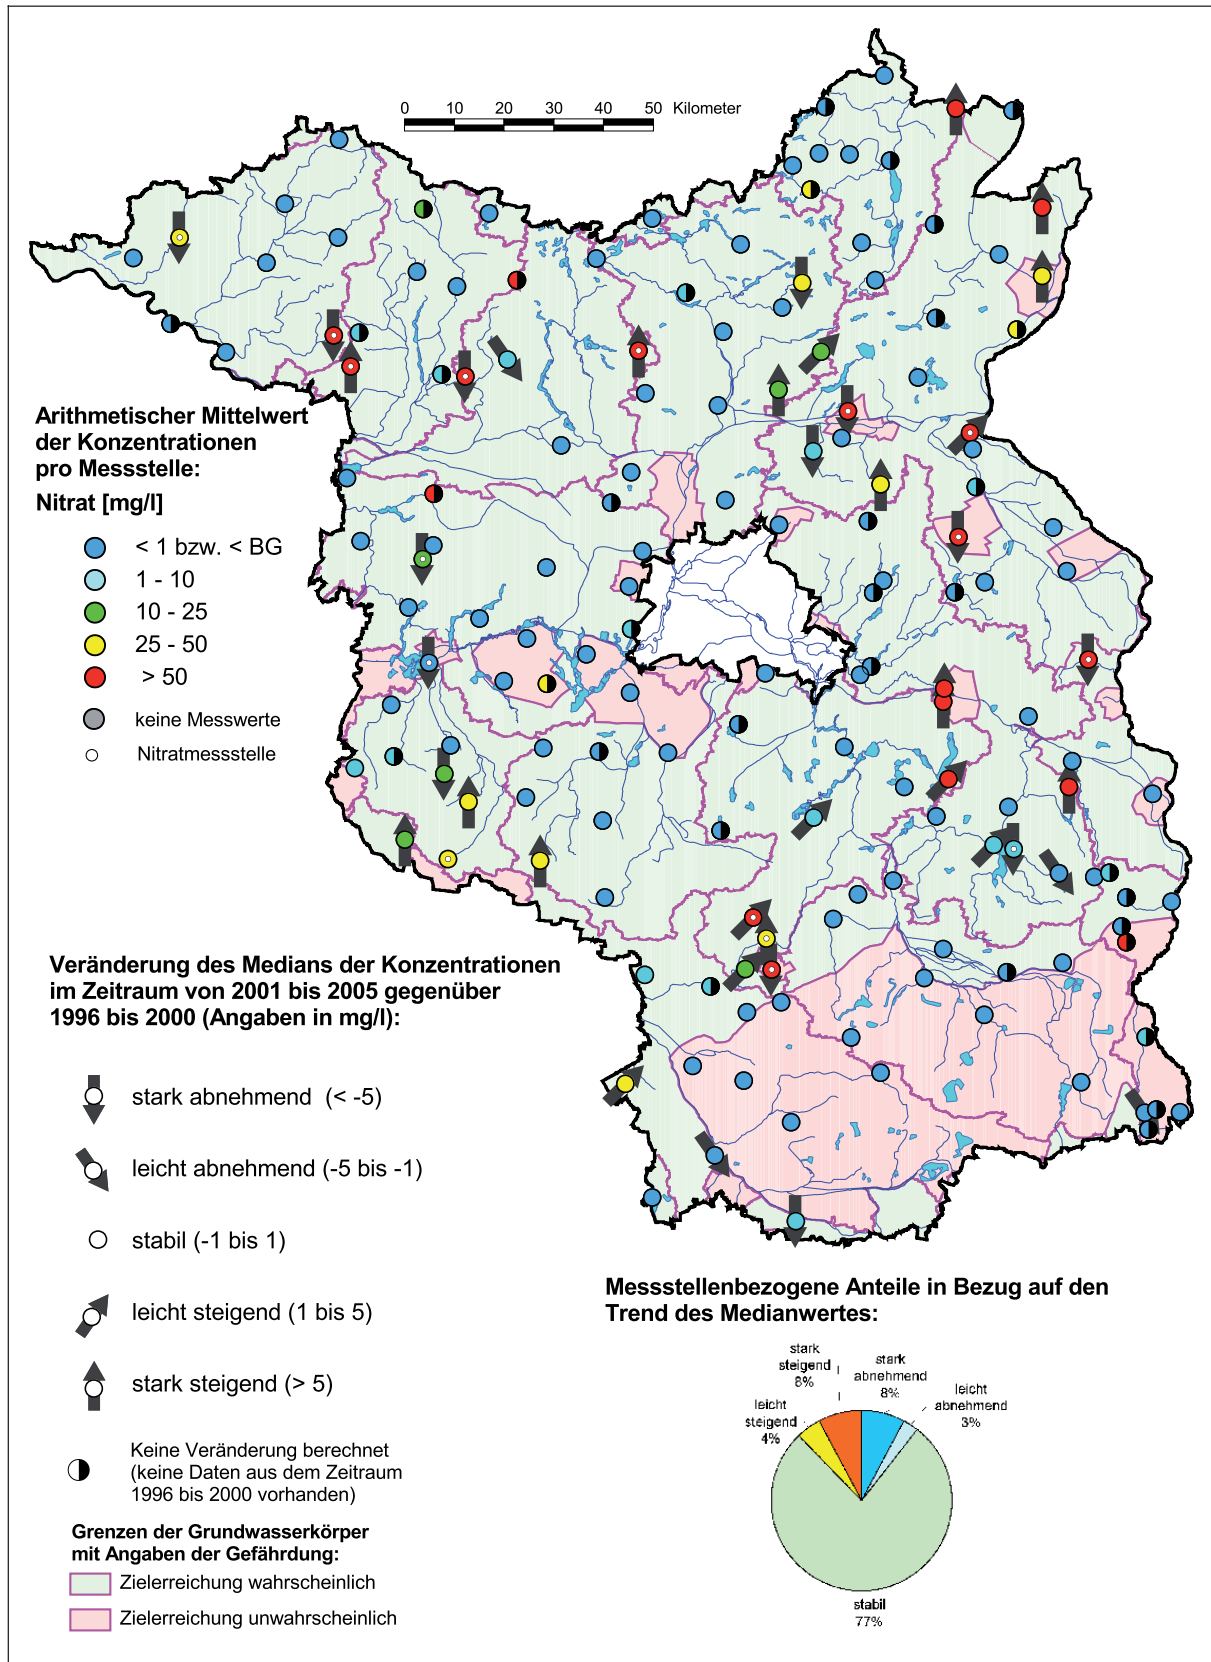 0 10 20 30 40 50 Kilometer
Arithmetischer Mittelwert
der Konzentrationen
pro Messstelle:
Nitrat [mg/l]
< 1 bzw. < BG
1 - 10
10 - 25
25 - 50
> 50
keine Messwerte
Nitratmessstelle
Veränderung des Medians der Konzentrationen
im Zeitraum von 2001 bis 2005 gegenüber
1996 bis 2000 (Angaben in mg/l):
stark abnehmend (< -5)
leicht abnehmend (-5 bis -1)
stabil (-1 bis 1)
leicht steigend (1 bis 5)
stark steigend (> 5)
Keine Veränderung berechnet
(keine Daten aus dem Zeitraum
1996 bis 2000 vorhanden)
Grenzen der Grundwasserkörper
mit Angaben der Gefährdung:
Zielerreichung wahrscheinlich
Zielerreichung unwahrscheinlich
Messstellenbezogene Anteile in Bezug auf den
Trend des Medianwertes:
stark
steigend
8%
stark
abnehmend
8%
leicht
abnehmend
3%
leicht
steigend
4%
stabil
77%